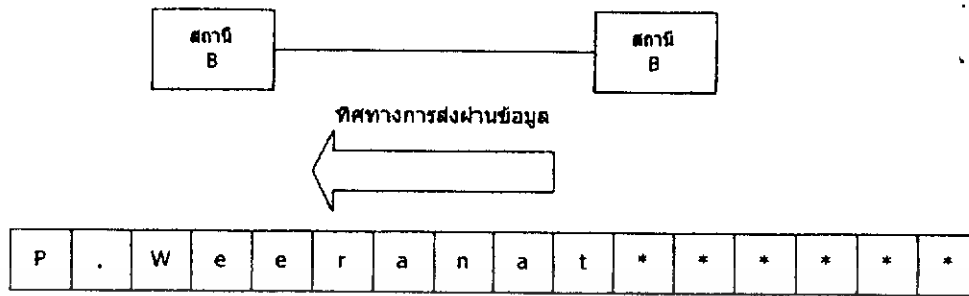 สถานี
B
สถานี
B
ทิศทางการส่งผ่านข้อมูล
P . W e e r a n a t * * * * * *